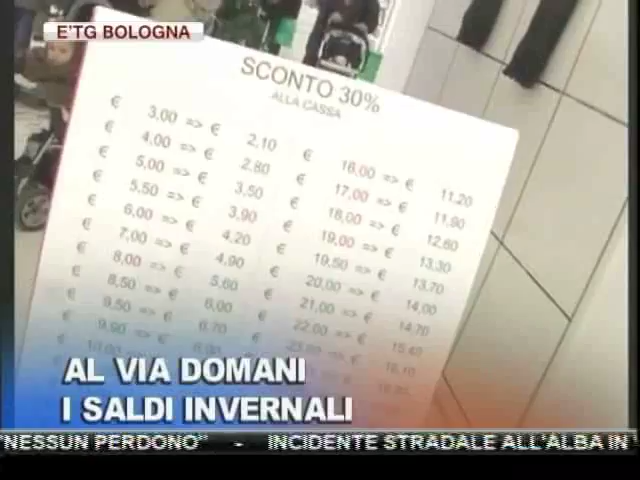 E'TG BOLOGNA
SCONTO 30%
ALLA CASSA
€ 3,00 => € 2,10
€ 4,00 => € 2,80
€ 5,00 => € 3,50
€ 5,50 => € 3,90
€ 6,00 => € 4,20
€ 7,00 => € 4,90
€ 8,00 => € 5,60
€ 8,50 => € 6,00
€ 9,50 => € 6,70
€ 9,90 =>
€ 10,00
€ 16,00 => € 11,20
€ 17,00 => € 11,90
€ 18,00 => € 12,60
€ 19,00 => € 13,30
€ 19,50 => € 13,70
€ 20,00 => € 14,00
€ 21,00 => € 14,70
€ 22,00 => € 15,40
AL VIA DOMANI
I SALDI INVERNALI
"NESSUN PERDONO" - INCIDENTE STRADALE ALL'ALBA IN